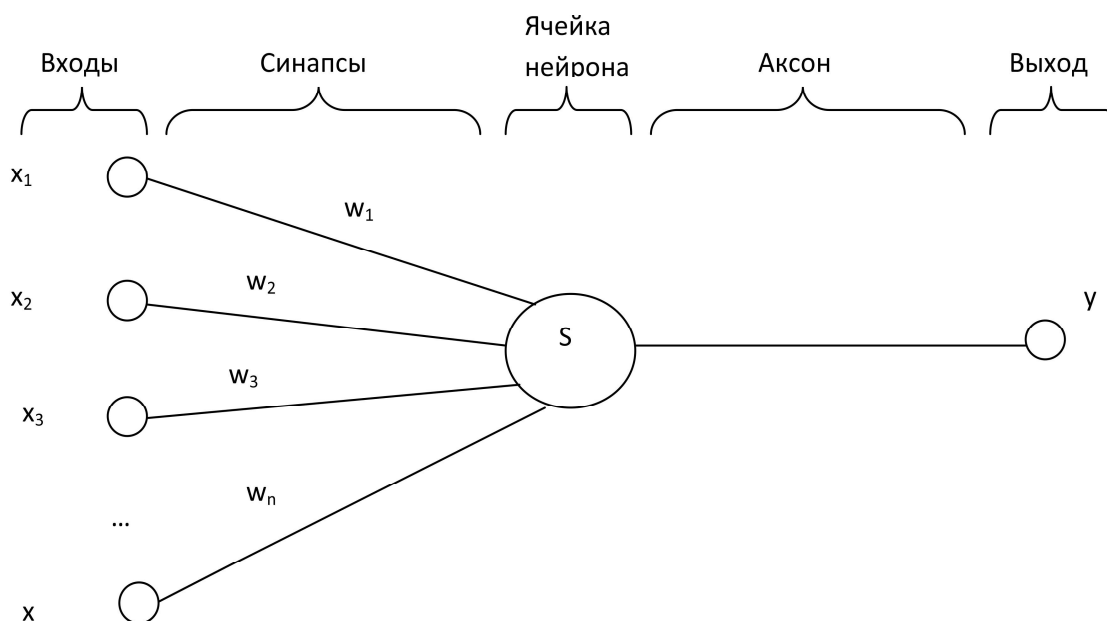 Входы Синапсы Ячейка нейрона Аксон Выход
x₁
w₁
w₂
x₂
y
S
w₃
x₃
wₙ
...
x